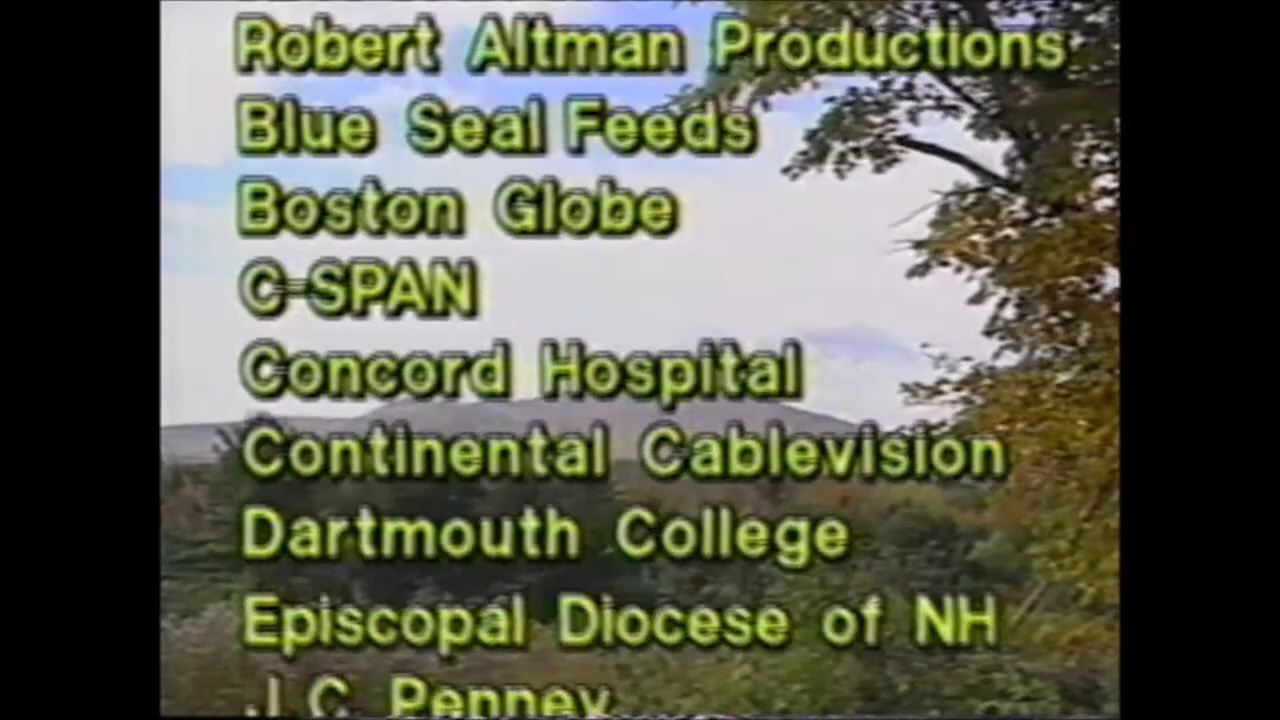 Robert Altman Productions
Blue Seal Feeds
Boston Globe
C-SPAN
Concord Hospital
Continental Cablevision
Dartmouth College
Episcopal Diocese of NH
J.C. Penney